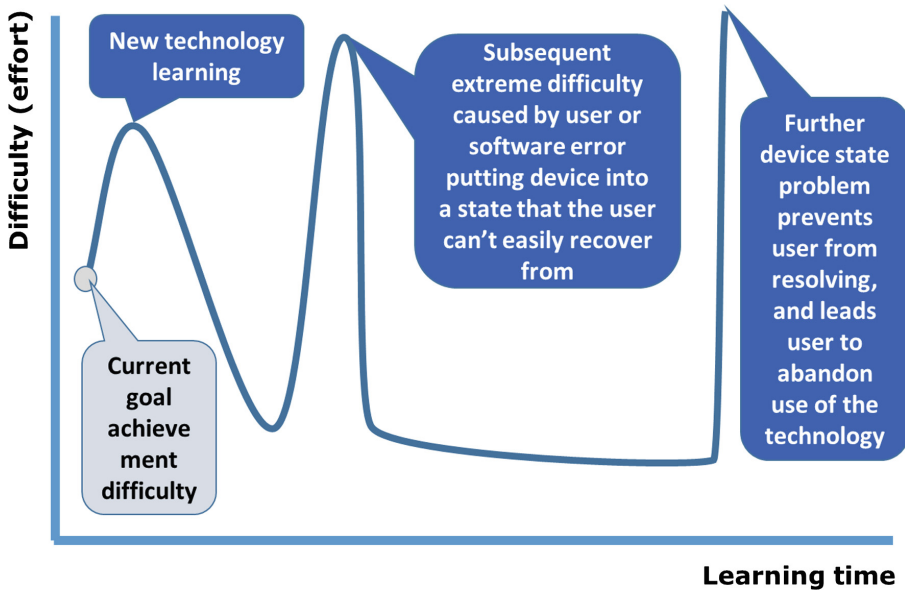 Difficulty (effort)
New technology
learning
Subsequent
extreme difficulty
caused by user or
software error
putting device into
a state that the user
can’t easily recover
from
Further
device state
problem
prevents
user from
resolving,
and leads
user to
abandon
use of the
technology
Current
goal
achieve
ment
difficulty
Learning time